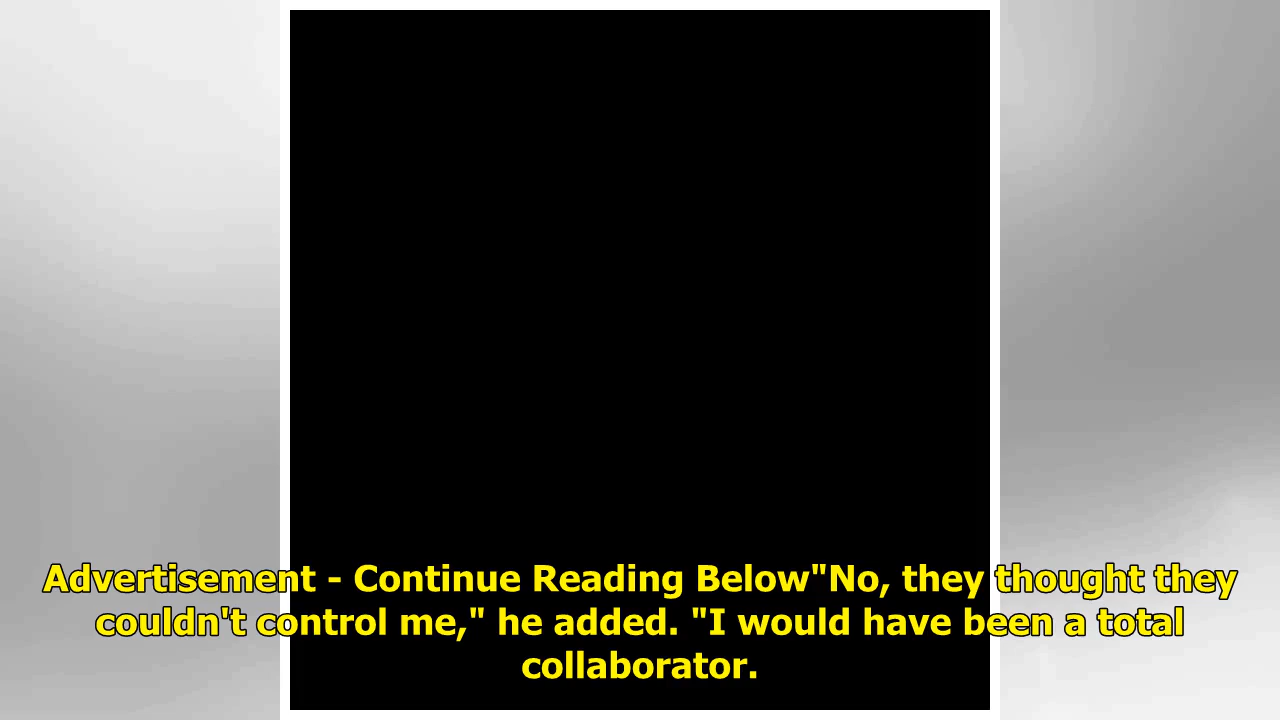 Advertisement - Continue Reading Below"No, they thought they
couldn't control me," he added. "I would have been a total
collaborator.